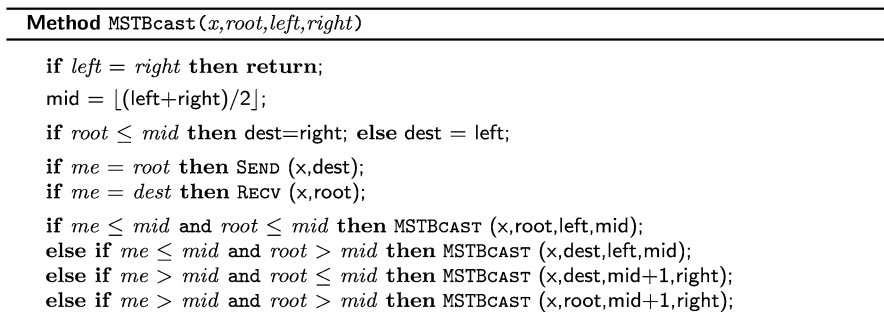 Method MSTBcast(x,root,left,right)
if left = right then return;
mid = ⌊(left+right)/2⌋;
if root ≤ mid then dest=right; else dest = left;
if me = root then SEND (x,dest);
if me = dest then RECV (x,root);
if me ≤ mid and root ≤ mid then MSTBCAST (x,root,left,mid);
else if me ≤ mid and root > mid then MSTBCAST (x,dest,left,mid);
else if me > mid and root ≤ mid then MSTBCAST (x,dest,mid+1,right);
else if me > mid and root > mid then MSTBCAST (x,root,mid+1,right);